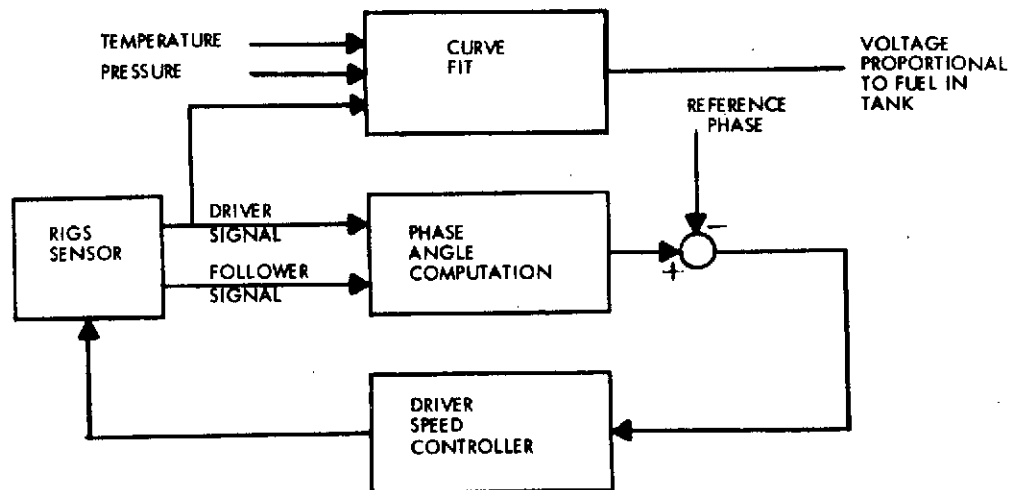 TEMPERATURE
PRESSURE
CURVE
FIT
VOLTAGE
PROPORTIONAL
TO FUEL IN
TANK
REFERENCE
PHASE
RIGS
SENSOR
DRIVER
SIGNAL
FOLLOWER
SIGNAL
PHASE
ANGLE
COMPUTATION
−
+
DRIVER
SPEED
CONTROLLER